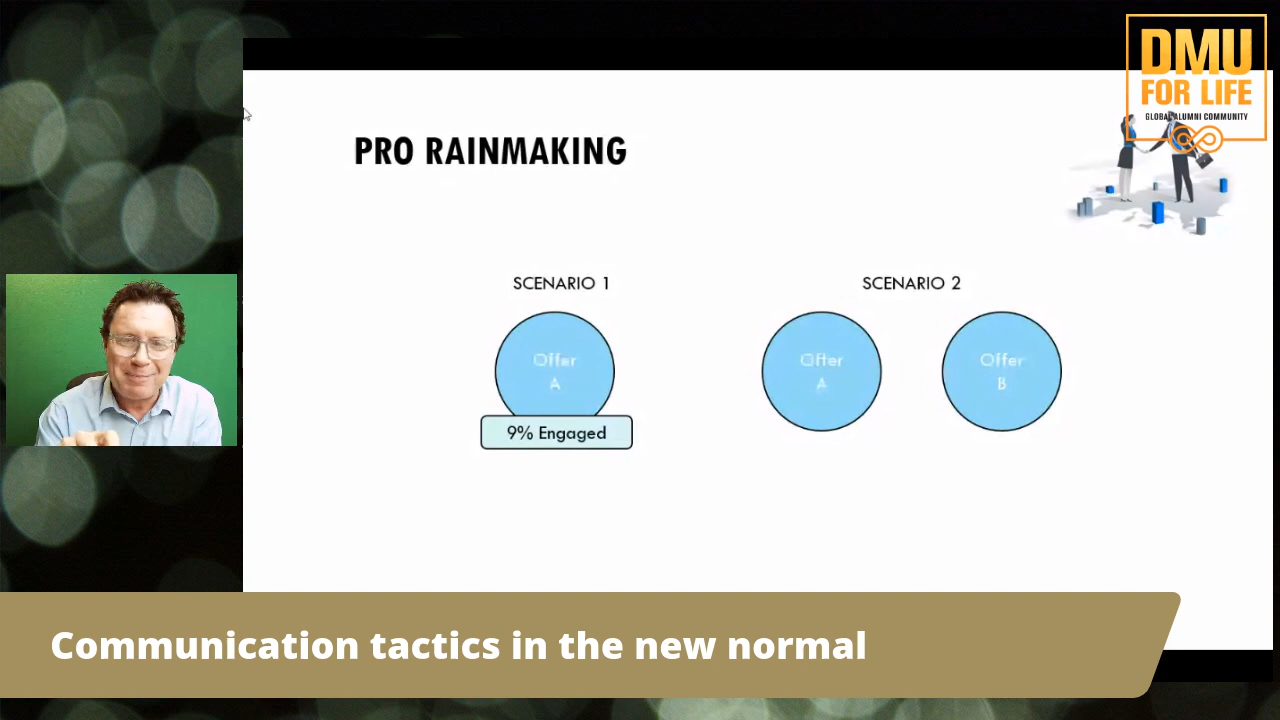 DMU
FOR LIFE
GLOBAL ALUMNI COMMUNITY
PRO RAINMAKING
SCENARIO 1
SCENARIO 2
Offer
A
Offer
A
Offer
B
9% Engaged
Communication tactics in the new normal